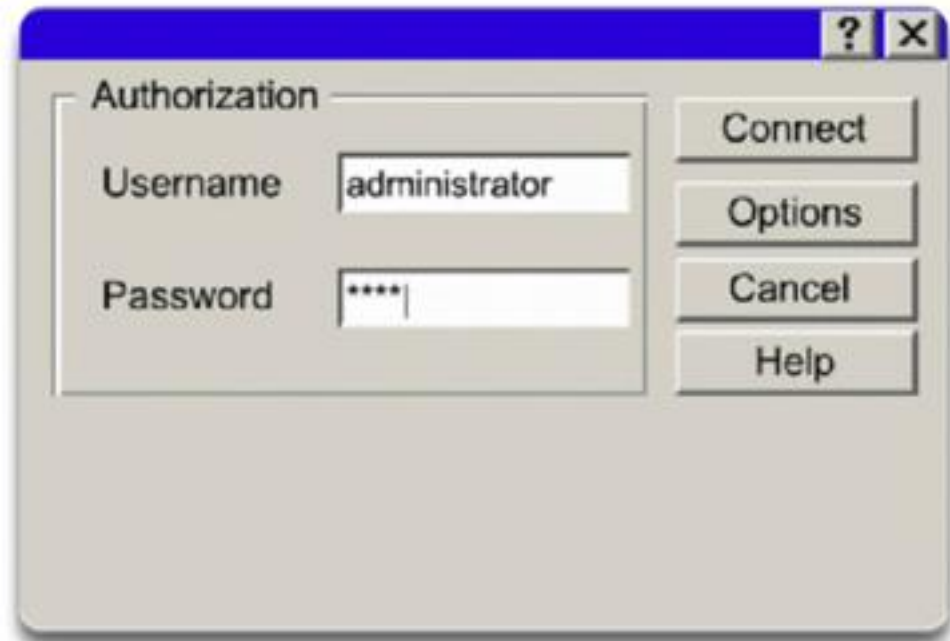 ?
Authorization
Connect
Username administrator
Options
Password ****
Cancel
Help